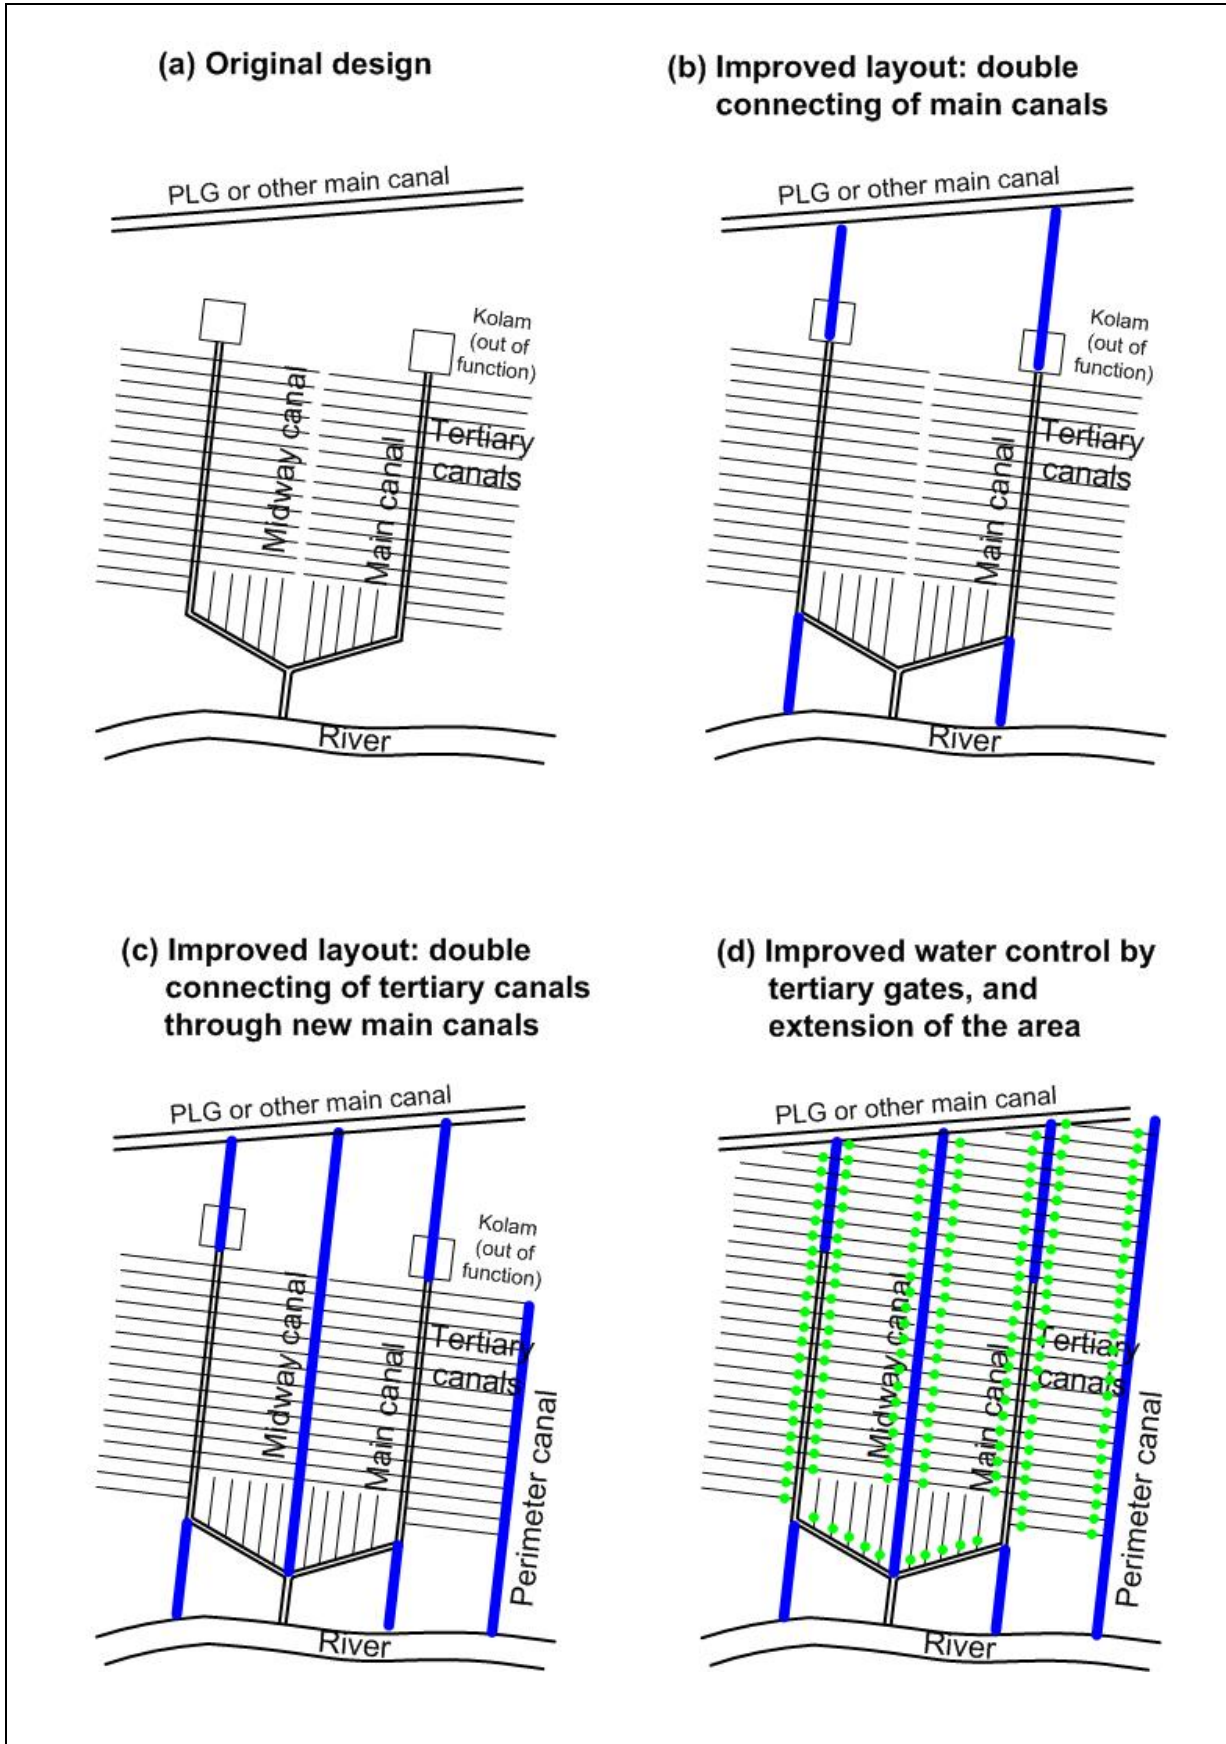 (a) Original design
PLG or other main canal
Kolam
(out of
function)
Midway canal
Main canal
Tertiary
canals
River
(b) Improved layout: double
connecting of main canals
PLG or other main canal
Kolam
(out of
function)
Main canal
Tertiary
canals
River
(c) Improved layout: double
connecting of tertiary canals
through new main canals
PLG or other main canal
Kolam
(out of
function)
Midway canal
Main canal
Tertiary
canals
Perimeter canal
River
(d) Improved water control by
tertiary gates, and
extension of the area
PLG or other main canal
Midway canal
Main canal
Tertiary
canals
Perimeter canal
River